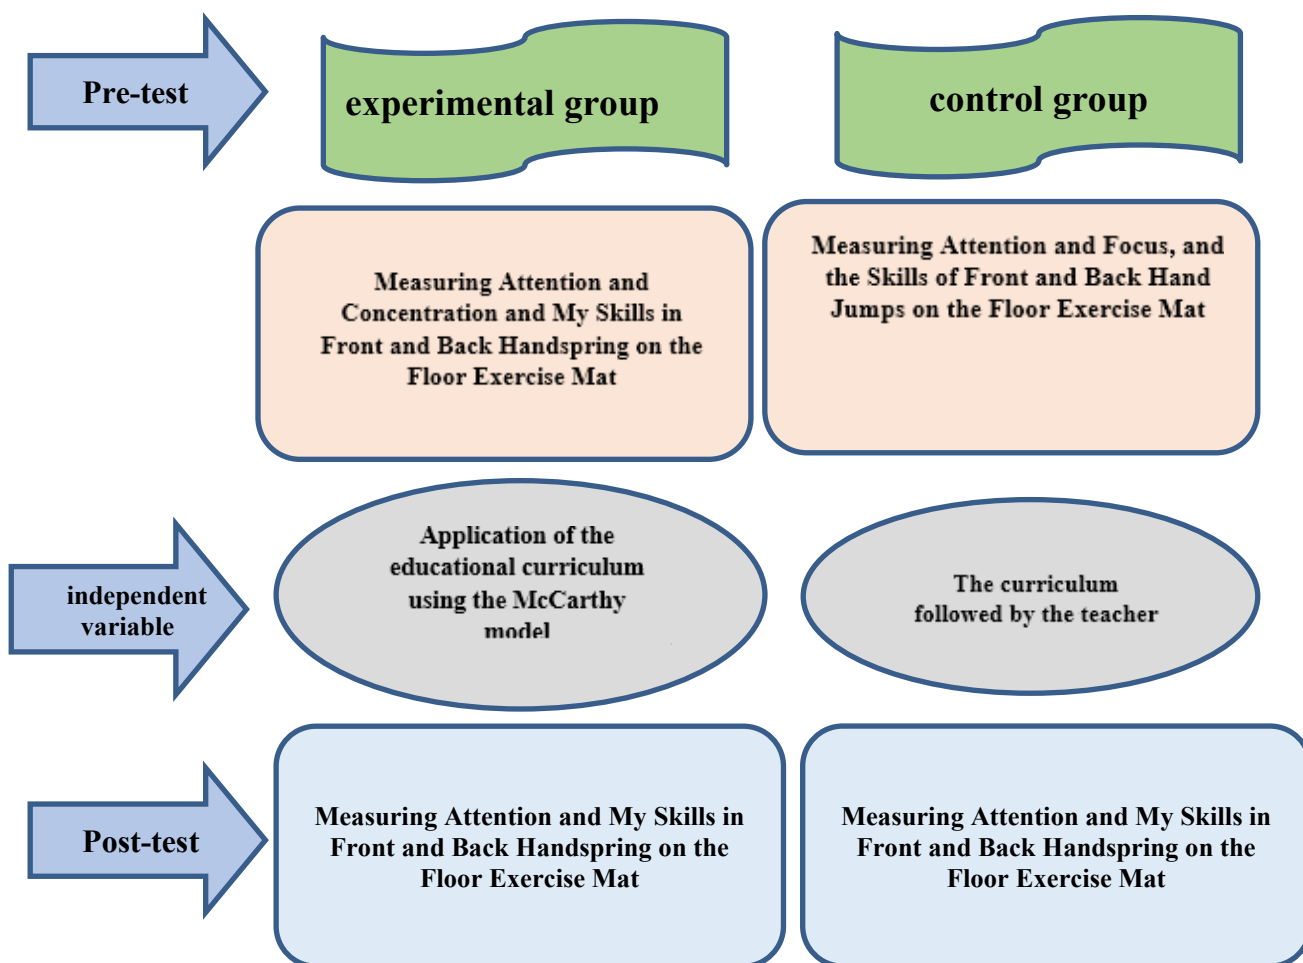 Pre-test
experimental group
control group
Measuring Attention and
Concentration and My Skills in
Front and Back Handspring on the
Floor Exercise Mat
Measuring Attention and Focus, and
the Skills of Front and Back Hand
Jumps on the Floor Exercise Mat
independent
variable
Application of the
educational curriculum
using the McCarthy
model
The curriculum
followed by the teacher
Post-test
Measuring Attention and My Skills in
Front and Back Handspring on the
Floor Exercise Mat
Measuring Attention and My Skills in
Front and Back Handspring on the
Floor Exercise Mat